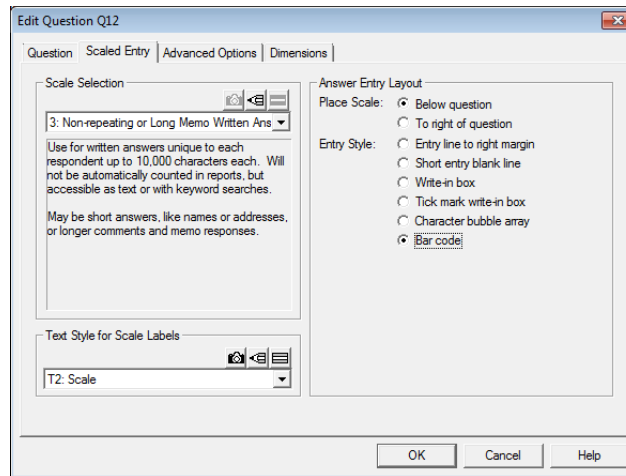 Edit Question Q12
Question
Scaled Entry
Advanced Options
Dimensions
Scale Selection
3: Non-repeating or Long Memo Written Ans
Use for written answers unique to each
respondent up to 10,000 characters each. Will
not be automatically counted in reports, but
accessible as text or with keyword searches.
May be short answers, like names or addresses,
or longer comments and memo responses.
Text Style for Scale Labels
T2: Scale
Answer Entry Layout
Place Scale:
Below question
To right of question
Entry Style:
Entry line to right margin
Short entry blank line
Write-in box
Tick mark write-in box
Character bubble array
Bar code
OK
Cancel
Help